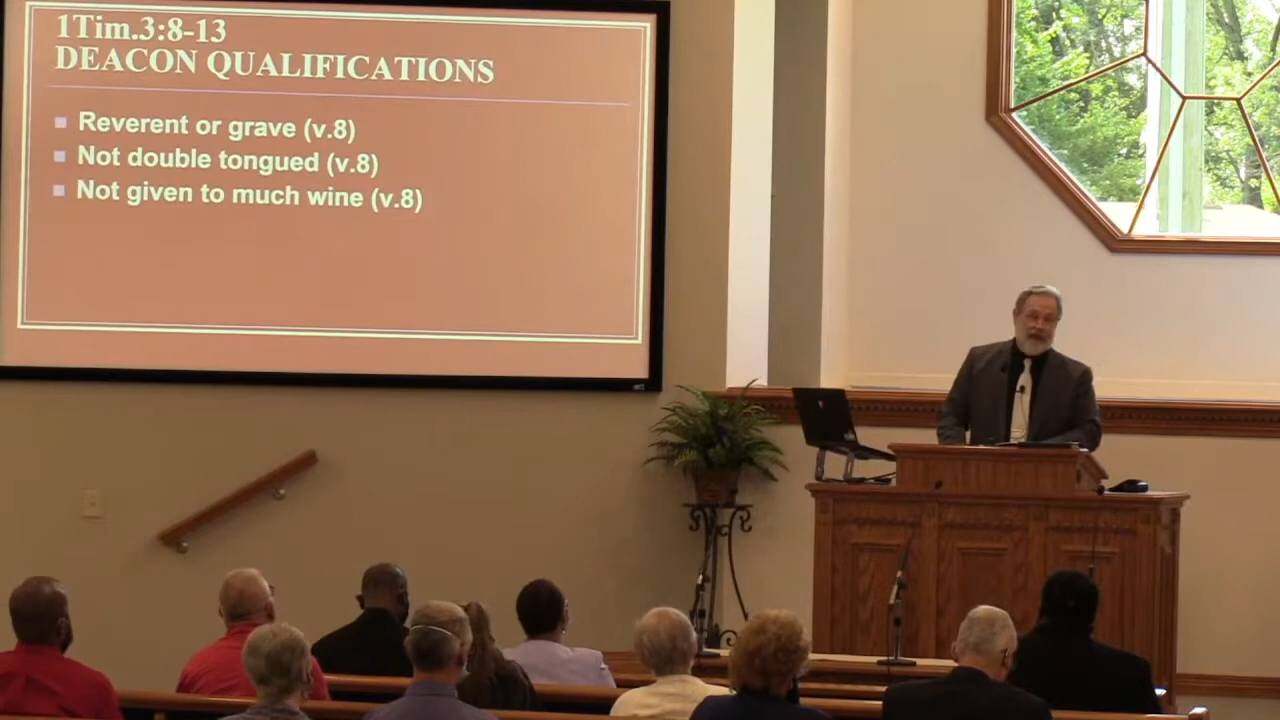 1Tim.3:8-13
DEACON QUALIFICATIONS
Reverent or grave (v.8)
Not double tongued (v.8)
Not given to much wine (v.8)